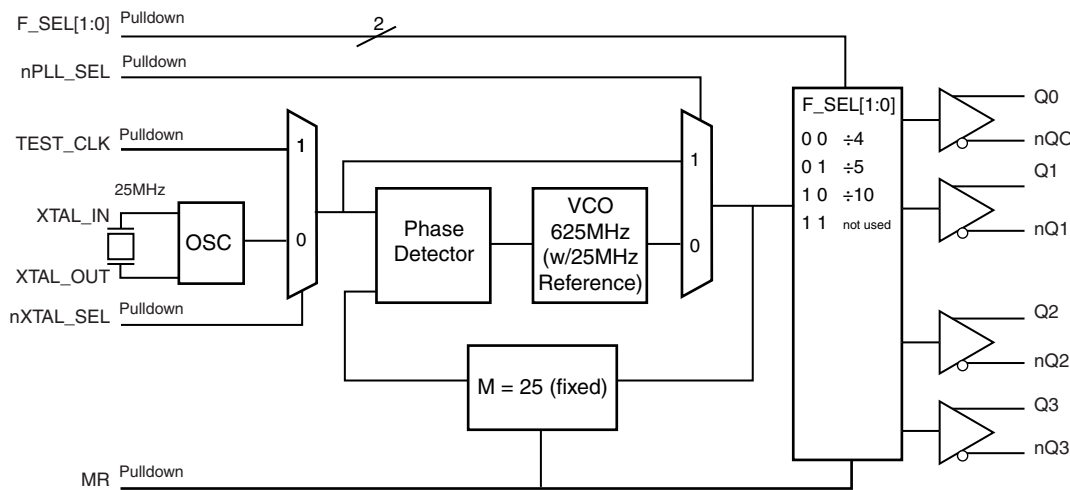 F_SEL[1:0] Pulldown
2
nPLL_SEL Pulldown
TEST_CLK Pulldown
25MHz
XTAL_IN
OSC
XTAL_OUT
nXTAL_SEL Pulldown
1
0
Phase
Detector
VCO
625MHz
(w/25MHz
Reference)
1
0
M = 25 (fixed)
MR Pulldown
F_SEL[1:0]
0 0 ÷4
0 1 ÷5
1 0 ÷10
1 1 not used
Q0
nQ0
Q1
nQ1
Q2
nQ2
Q3
nQ3